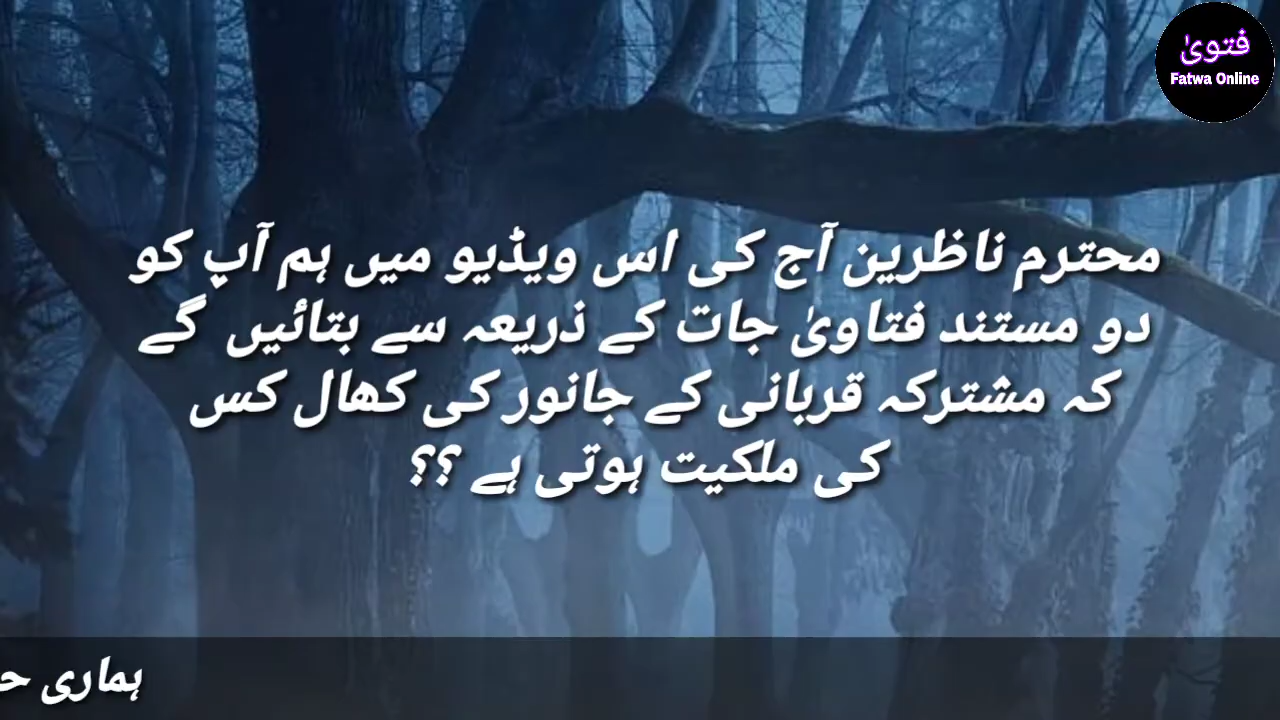 فتویٰ
Fatwa Online
محترم ناظرین آج کی اس ویڈیو میں ہم آپ کو
دو مستند فتاویٰ جات کے ذریعہ سے بتائیں گے
کہ مشترکہ قربانی کے جانور کی کھال کس
کی ملکیت ہوتی ہے ؟؟
ہماری